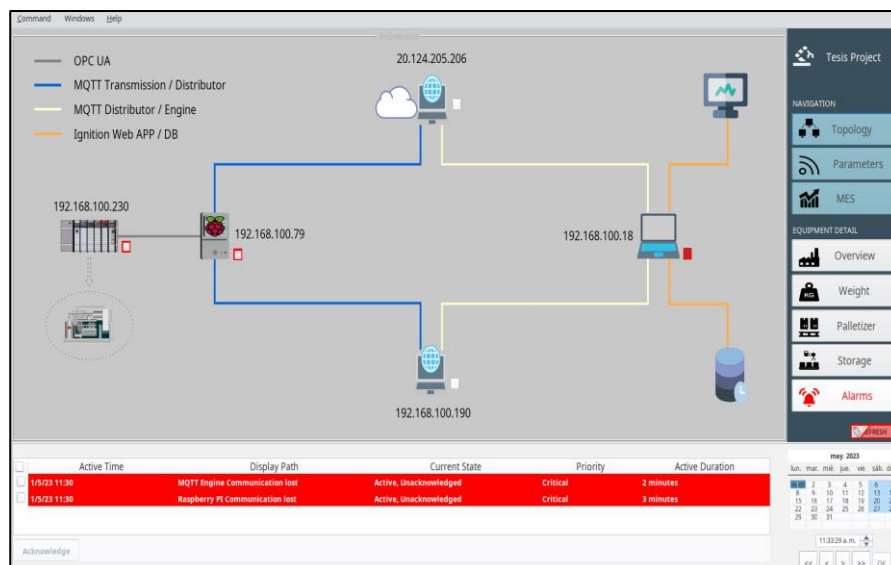 Command Windows Help
Architecture
OPC UA
MQTT Transmission / Distributor
MQTT Distributor / Engine
Ignition Web APP / DB
20.124.205.206
192.168.100.230
192.168.100.79
192.168.100.18
192.168.100.190
Tesis Project
NAVIGATION
Topology
Parameters
MES
EQUIPMENT DETAIL
Overview
KG
Weight
Palletizer
Storage
Alarms
Active Time Display Path Current State Priority Active Duration
1/5/23 11:30 MQTT Engine Communication lost Active, Unacknowledged Critical 2 minutes
1/5/23 11:30 Raspberry PI Communication lost Active, Unacknowledged Critical 3 minutes
Acknowledge
may. 2023
lun. mar. mié. jue. vie. sáb.
1 2 3 4 5 6
8 9 10 11 12 13
15 16 17 18 19 20
22 23 24 25 26 27
29 30 31
11:33:29 a. m.
<< < > >> OK